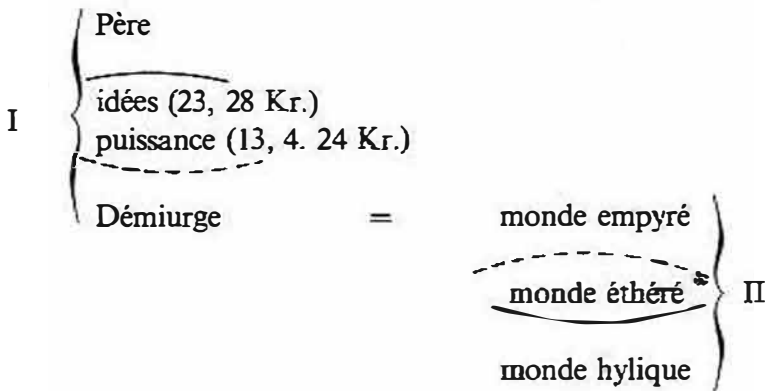 Père
idées (23, 28 Kr.)
I
puissance (13, 4. 24 Kr.)
Démiurge = monde empyré
monde éthéré II
monde hylique